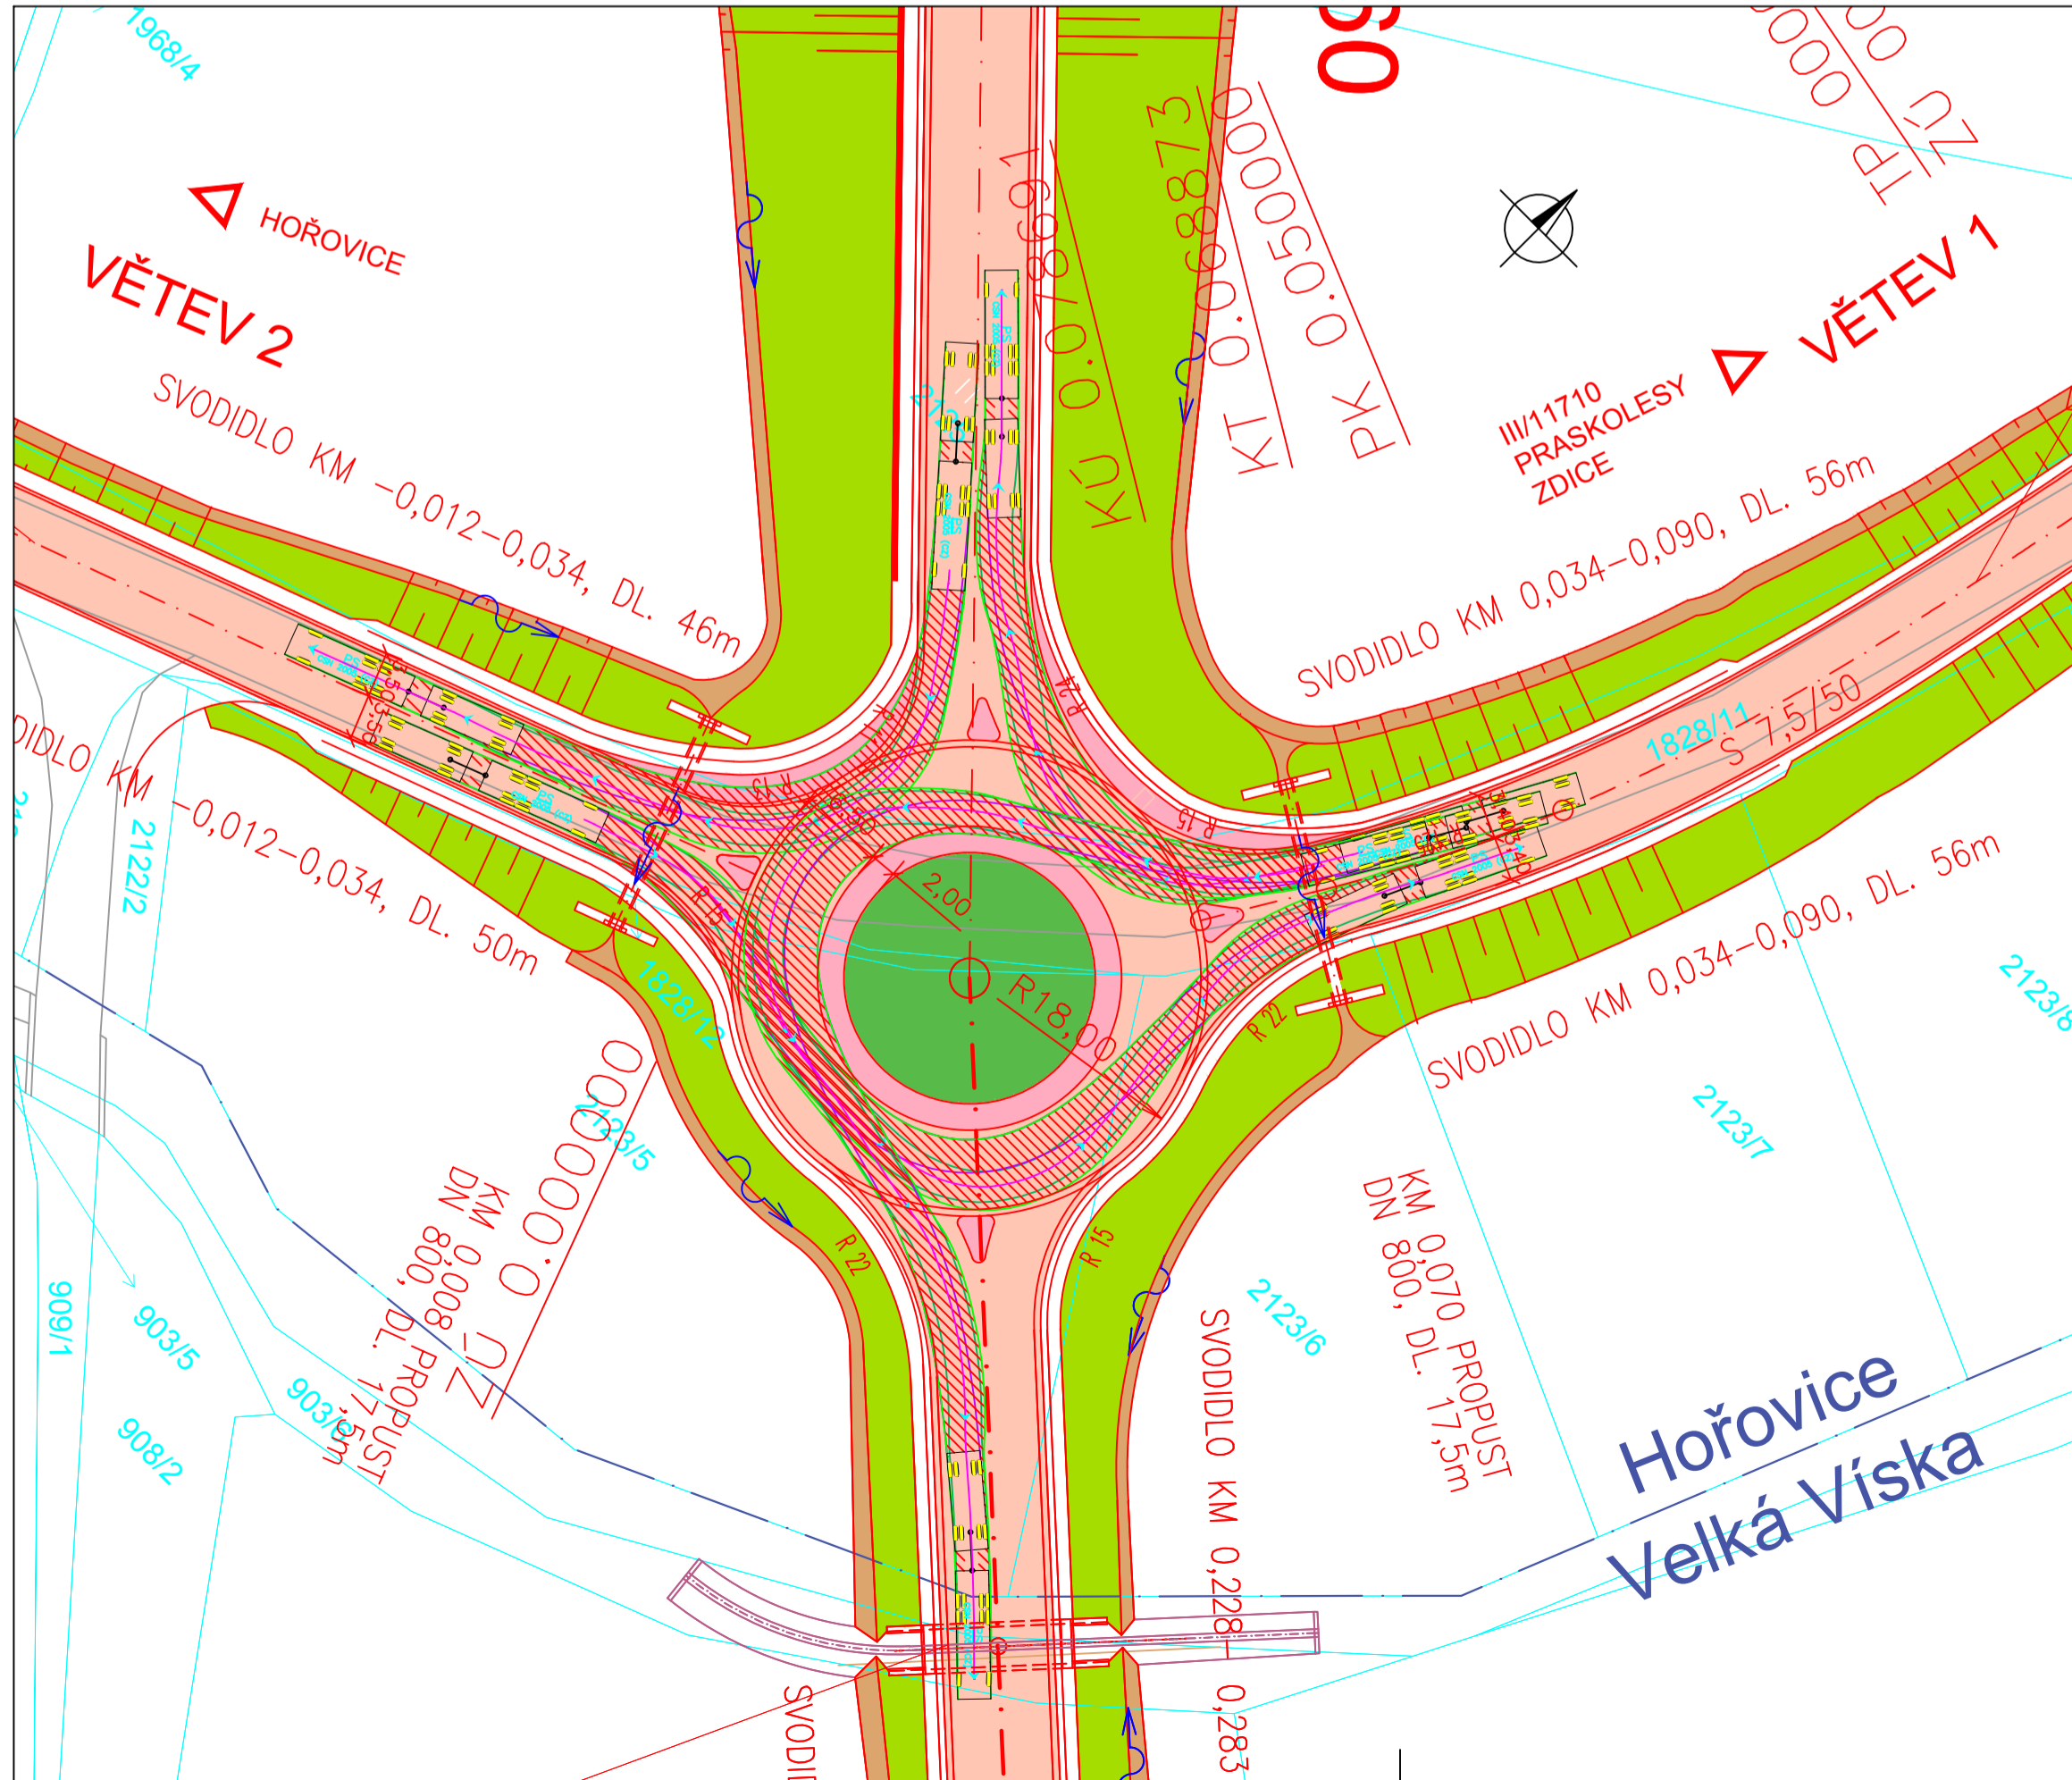 1968/4
HOŘOVICE
VĚTEV 2
SVODIDLO KM -0,012-0,034, DL. 46m
KÚ 0.078691
KT 0.063873
PK 0.050000
TP
ZÚ
VĚTEV 1
III/11710
PRASKOLESY
ZDICE
SVODIDLO KM 0,034-0,090, DL. 56m
1828/11
S 7,5/50
R 24
R 15
R 15
2,00
R18,00
R 15
R 22
KM -0,012-0,034, DL. 50m
2122/2
SVODIDLO KM 0,034-0,090, DL. 56m
2123/8
2123/7
1828/12
2123/5
0.000000
ZÚ
KM 0,008 PROPUST
DN 800, DL. 17,5m
R 22
R 15
KM 0,070 PROPUST
DN 800, DL. 17,5m
2123/6
909/1
903/5
903/6
908/2
SVODIDLO KM 0,228-0,283
Hořovice
Velká Víska